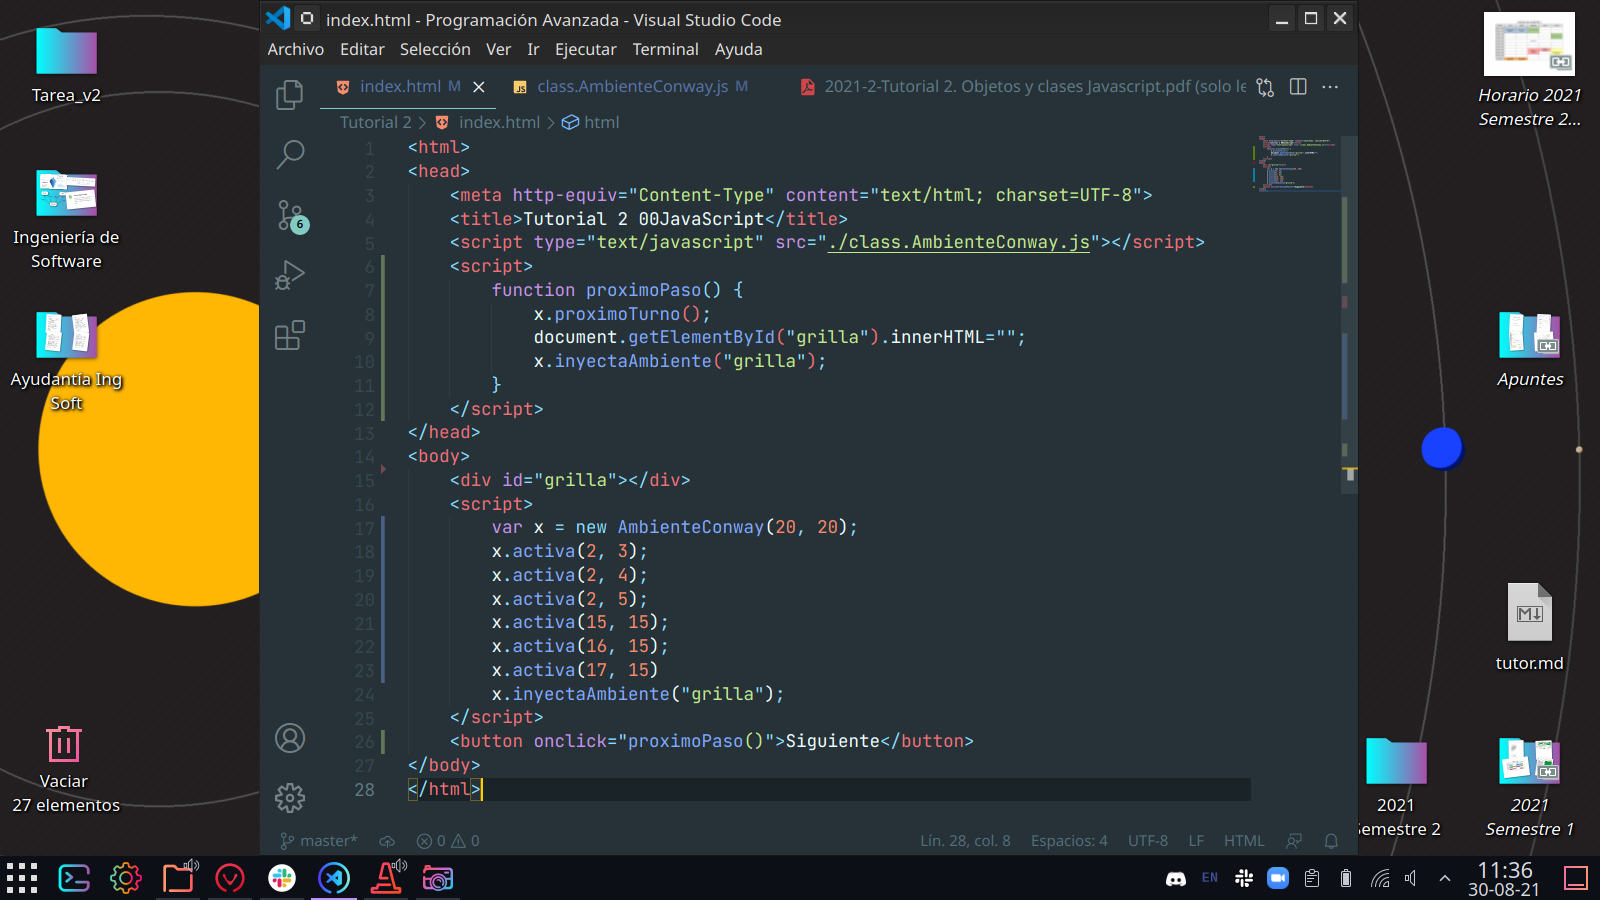 index.html - Programación Avanzada - Visual Studio Code
Archivo Editar Selección Ver Ir Ejecutar Terminal Ayuda
index.html M
class.AmbienteConway.js M
2021-2-Tutorial 2. Objetos y clases Javascript.pdf (solo le
Tutorial 2 > index.html > html
1 <html>
2 <head>
3 <meta http-equiv="Content-Type" content="text/html; charset=UTF-8">
4 <title>Tutorial 2 00JavaScript</title>
5 <script type="text/javascript" src="./class.AmbienteConway.js"></script>
6 <script>
7 function proximoPaso() {
8 x.proximoTurno();
9 document.getElementById("grilla").innerHTML="";
10 x.inyectaAmbiente("grilla");
11 }
12 </script>
13 </head>
14 <body>
15 <div id="grilla"></div>
16 <script>
17 var x = new AmbienteConway(20, 20);
18 x.activa(2, 3);
19 x.activa(2, 4);
20 x.activa(2, 5);
21 x.activa(15, 15);
22 x.activa(16, 15);
23 x.activa(17, 15)
24 x.inyectaAmbiente("grilla");
25 </script>
26 <button onclick="proximoPaso()">Siguiente</button>
27 </body>
28 </html>
6
master*
0
0
Lín. 28, col. 8
Espacios: 4
UTF-8
LF
HTML
Tarea_v2
Ingeniería de
Software
Ayudantía Ing
Soft
Vaciar
27 elementos
Horario 2021
Semestre 2...
Apuntes
M
tutor.md
2021
Semestre 2
2021
Semestre 1
EN
11:36
30-08-21